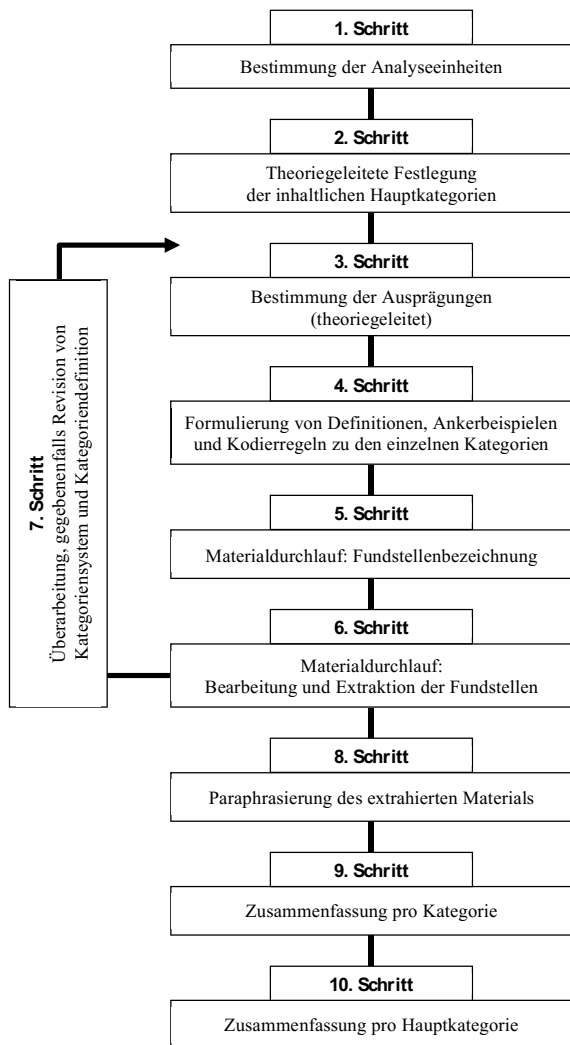 1. Schritt
Bestimmung der Analyseeinheiten
2. Schritt
Theoriegeleitete Festlegung
der inhaltlichen Hauptkategorien
3. Schritt
Bestimmung der Ausprägungen
(theoriegeleitet)
4. Schritt
Formulierung von Definitionen, Ankerbeispielen
und Kodierregeln zu den einzelnen Kategorien
5. Schritt
Materialdurchlauf: Fundstellenbezeichnung
6. Schritt
Materialdurchlauf:
Bearbeitung und Extraktion der Fundstellen
7. Schritt
Überarbeitung, gegebenenfalls Revision von
Kategoriensystem und Kategoriendefinition
8. Schritt
Paraphrasierung des extrahierten Materials
9. Schritt
Zusammenfassung pro Kategorie
10. Schritt
Zusammenfassung pro Hauptkategorie